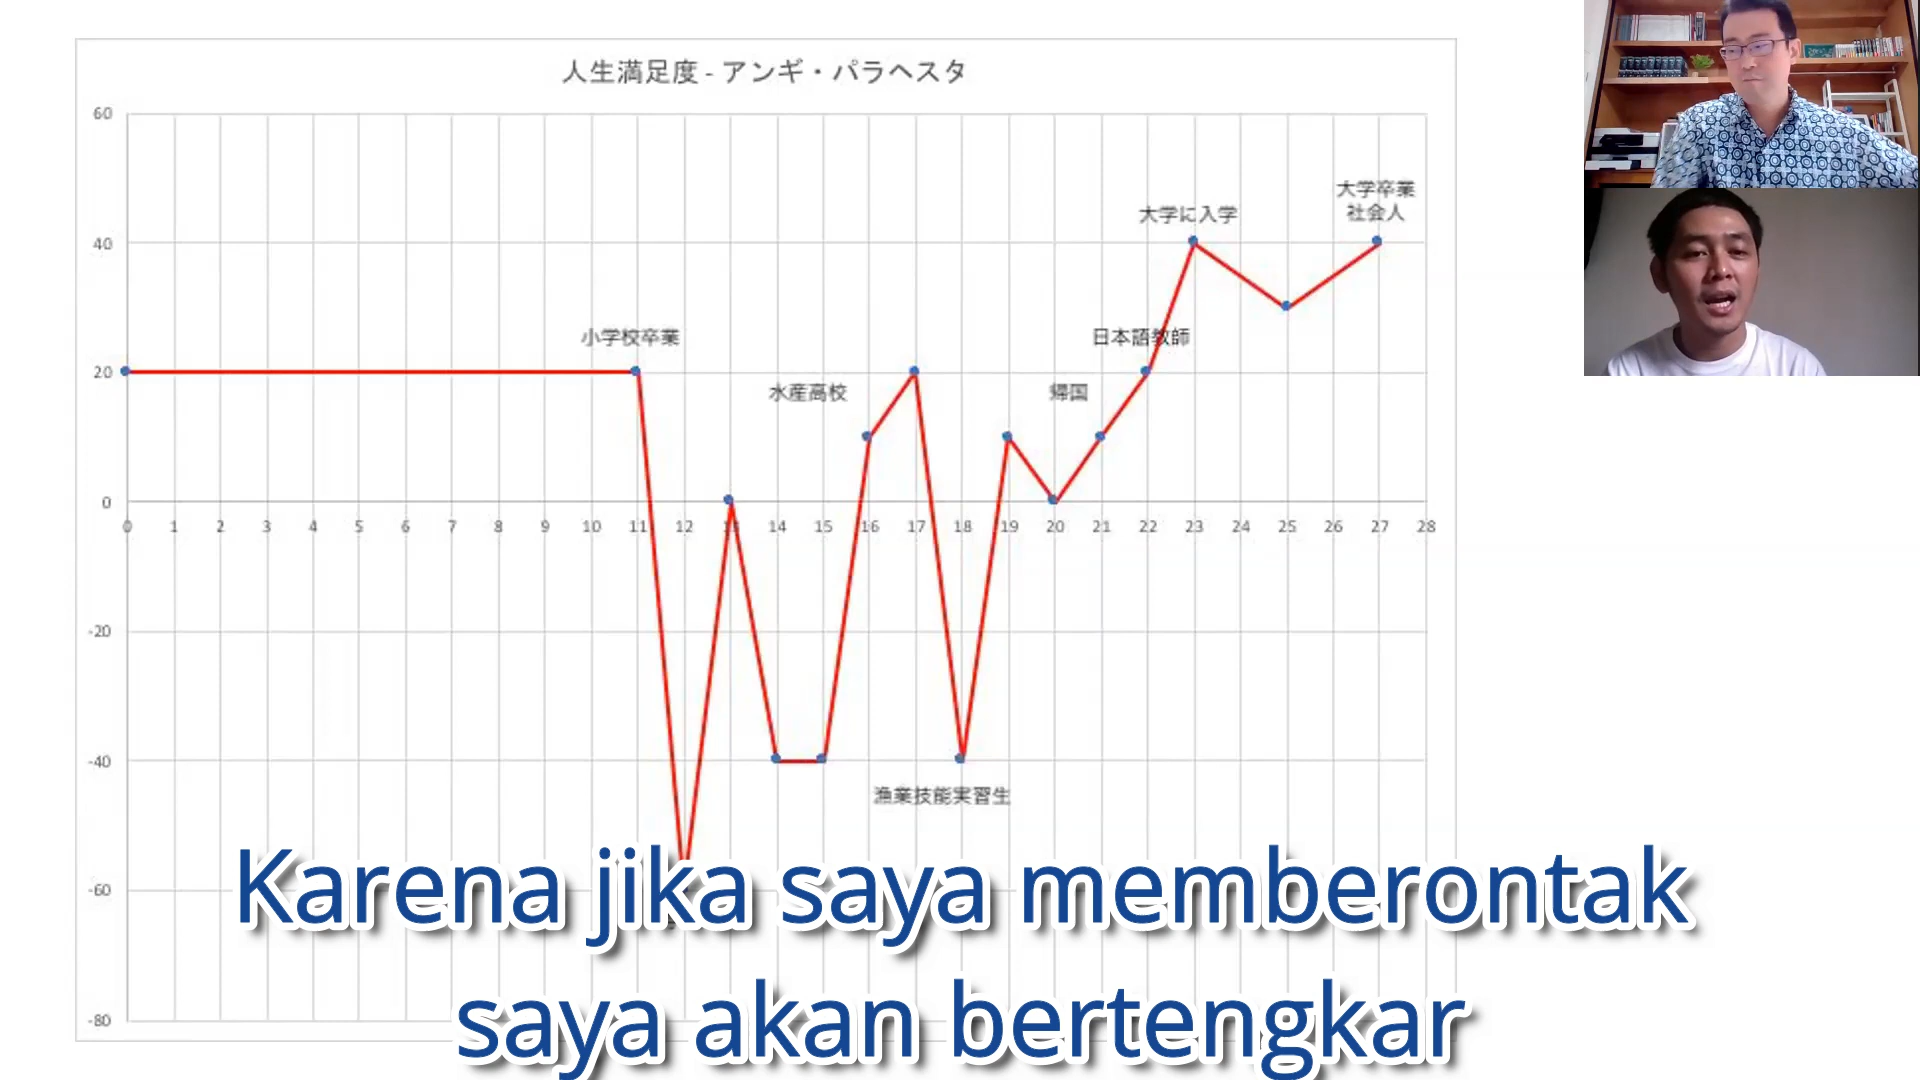 人生満足度 - アンギ・パラヘスタ
60
40
20
0
-20
-40
-60
-80
0 1 2 3 4 5 6 7 8 9 10 11 12 13 14 15 16 17 18 19 20 21 22 23 24 25 26 27 28
小学校卒業
水産高校
漁業技能実習生
帰国
日本語教師
大学に入学
大学卒業
社会人
Karena jika saya memberontak
saya akan bertengkar